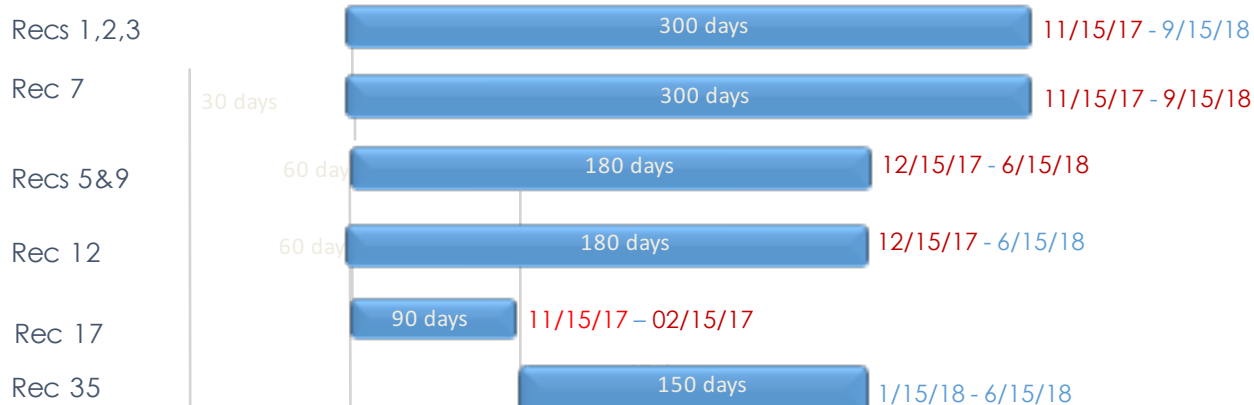 Recs 1,2,3 300 days 11/15/17 - 9/15/18
Rec 7 30 days 300 days 11/15/17 - 9/15/18
Recs 5&9 60 day 180 days 12/15/17 - 6/15/18
Rec 12 60 day 180 days 12/15/17 - 6/15/18
Rec 17 90 days 11/15/17 – 02/15/17
Rec 35 150 days 1/15/18 - 6/15/18